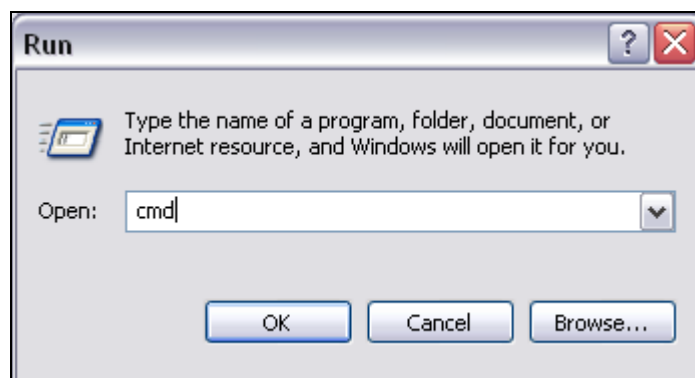 Run
Type the name of a program, folder, document, or
Internet resource, and Windows will open it for you.
Open: cmd
OK Cancel Browse...